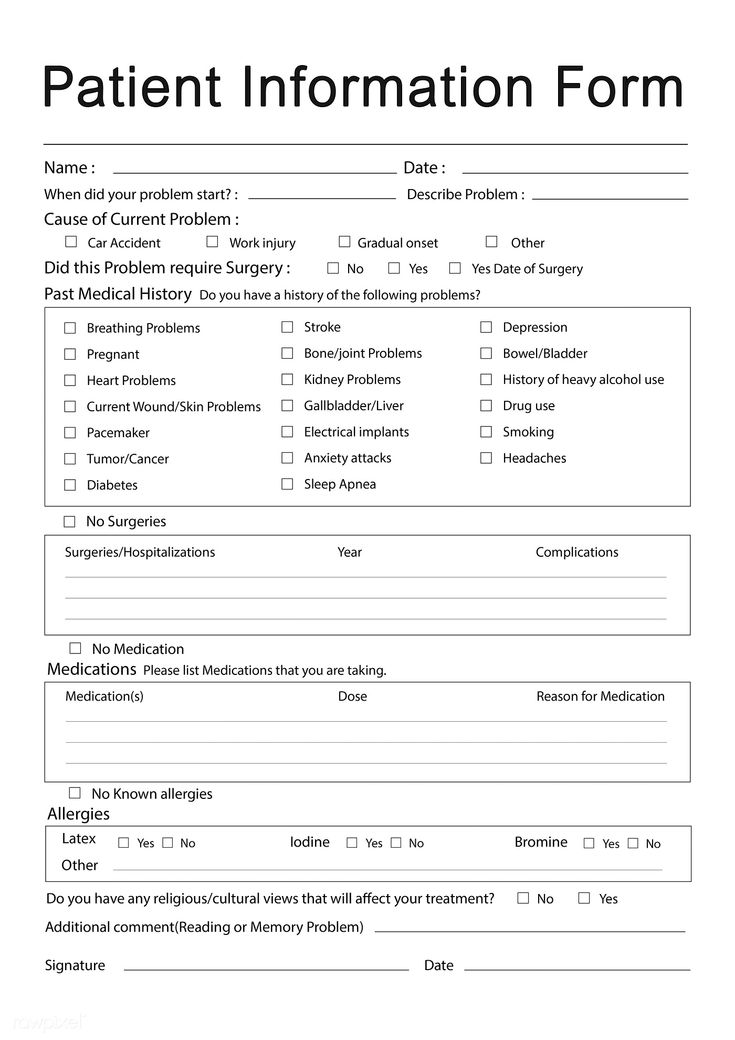 Patient Information Form
Name : Date :
When did your problem start? : Describe Problem :
Cause of Current Problem :
Car Accident Work injury Gradual onset Other
Did this Problem require Surgery : No Yes Yes Date of Surgery
Past Medical History Do you have a history of the following problems?
Breathing Problems Stroke Depression
Pregnant Bone/joint Problems Bowel/Bladder
Heart Problems Kidney Problems History of heavy alcohol use
Current Wound/Skin Problems Gallbladder/Liver Drug use
Pacemaker Electrical implants Smoking
Tumor/Cancer Anxiety attacks Headaches
Diabetes Sleep Apnea
No Surgeries
Surgeries/Hospitalizations Year Complications
No Medication
Medications Please list Medications that you are taking.
Medication(s) Dose Reason for Medication
No Known allergies
Allergies
Latex Yes No Iodine Yes No Bromine Yes No
Other
Do you have any religious/cultural views that will affect your treatment? No Yes
Additional comment(Reading or Memory Problem)
Signature Date
rawpixel